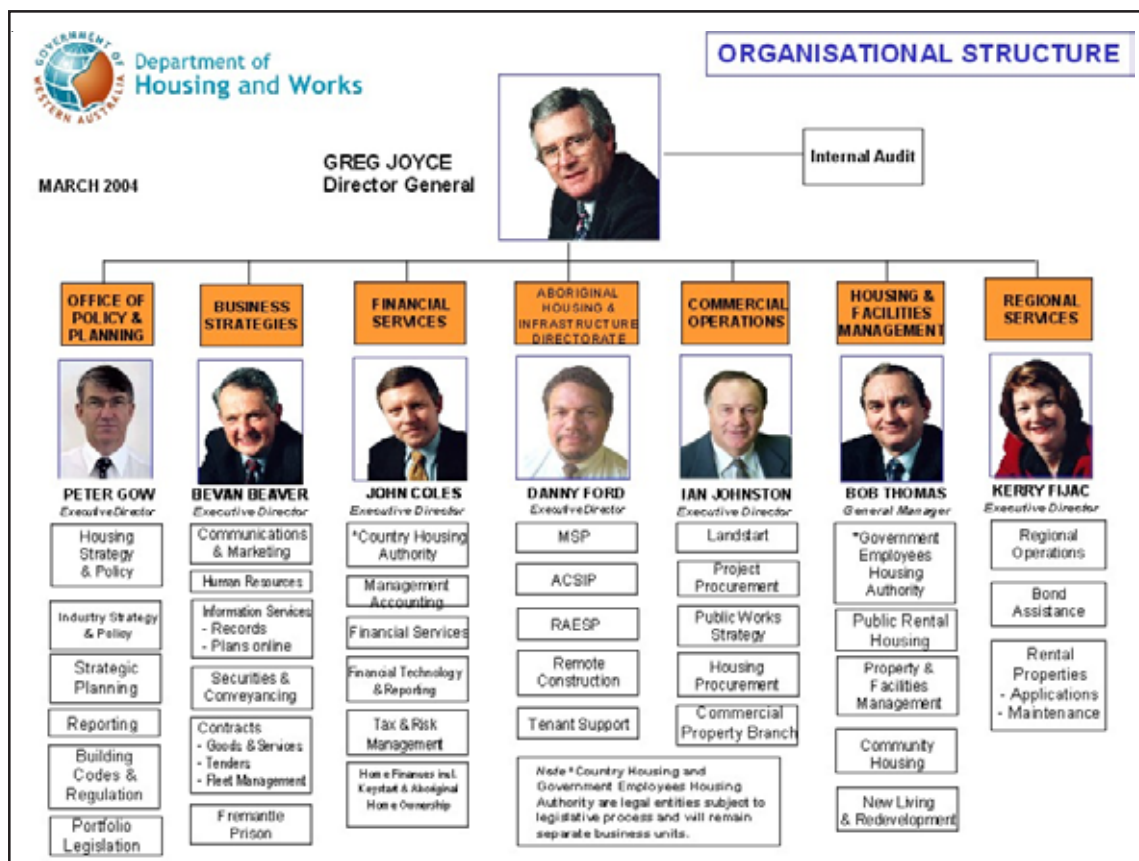 GOVERNMENT OF
WESTERN AUSTRALIA
Department of
Housing and Works
ORGANISATIONAL STRUCTURE
MARCH 2004
GREG JOYCE
Director General
Internal Audit
OFFICE OF
POLICY &
PLANNING
BUSINESS
STRATEGIES
FINANCIAL
SERVICES
ABORIGINAL
HOUSING &
INFRASTRUCTURE
DIRECTORATE
COMMERCIAL
OPERATIONS
HOUSING &
FACILITIES
MANAGEMENT
REGIONAL
SERVICES
PETER GOW
Executive Director
Housing
Strategy
& Policy
Industry Strategy
& Policy
Strategic
Planning
Reporting
Building
Codes &
Regulation
Portfolio
Legislation
BEVAN BEAVER
Executive Director
Communications
& Marketing
Human Resources
Information Services
- Records
- Plans online
Securities &
Conveyancing
Contracts
- Goods & Services
- Tenders
- Fleet Management
Fremantle
Prison
JOHN COLES
Executive Director
*Country Housing
Authority
Management
Accounting
Financial Services
Financial Technology
& Reporting
Tax & Risk
Management
Home Finances incl.
Keystart & Aboriginal
Home Ownership
DANNY FORD
Executive Director
MSP
ACSIP
RAESP
Remote
Construction
Tenant Support
IAN JOHNSTON
Executive Director
Landstart
Project
Procurement
Public Works
Strategy
Housing
Procurement
Commercial
Property Branch
BOB THOMAS
General Manager
*Government
Employees
Housing
Authority
Public Rental
Housing
Property &
Facilities
Management
Community
Housing
New Living
& Redevelopment
KERRY FIJAC
Executive Director
Regional
Operations
Bond
Assistance
Rental
Properties
- Applications
- Maintenance
Note *Country Housing and
Government Employees Housing
Authority are legal entities subject to
legislative process and will remain
separate business units.